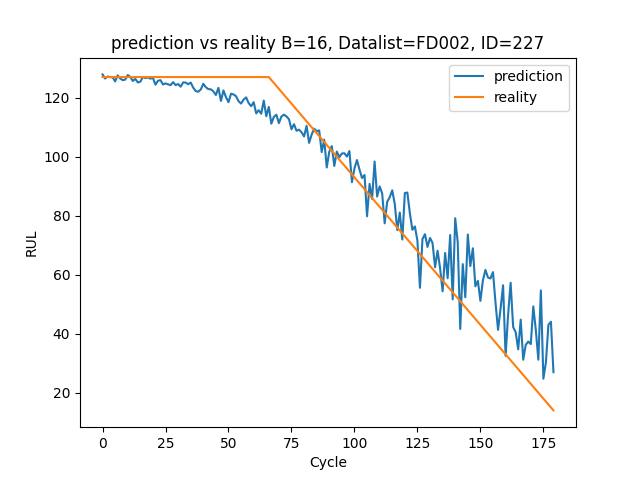 prediction vs reality B=16, Datalist=FD002, ID=227
prediction
reality
RUL
120
100
80
60
40
20
0 25 50 75 100 125 150 175
Cycle